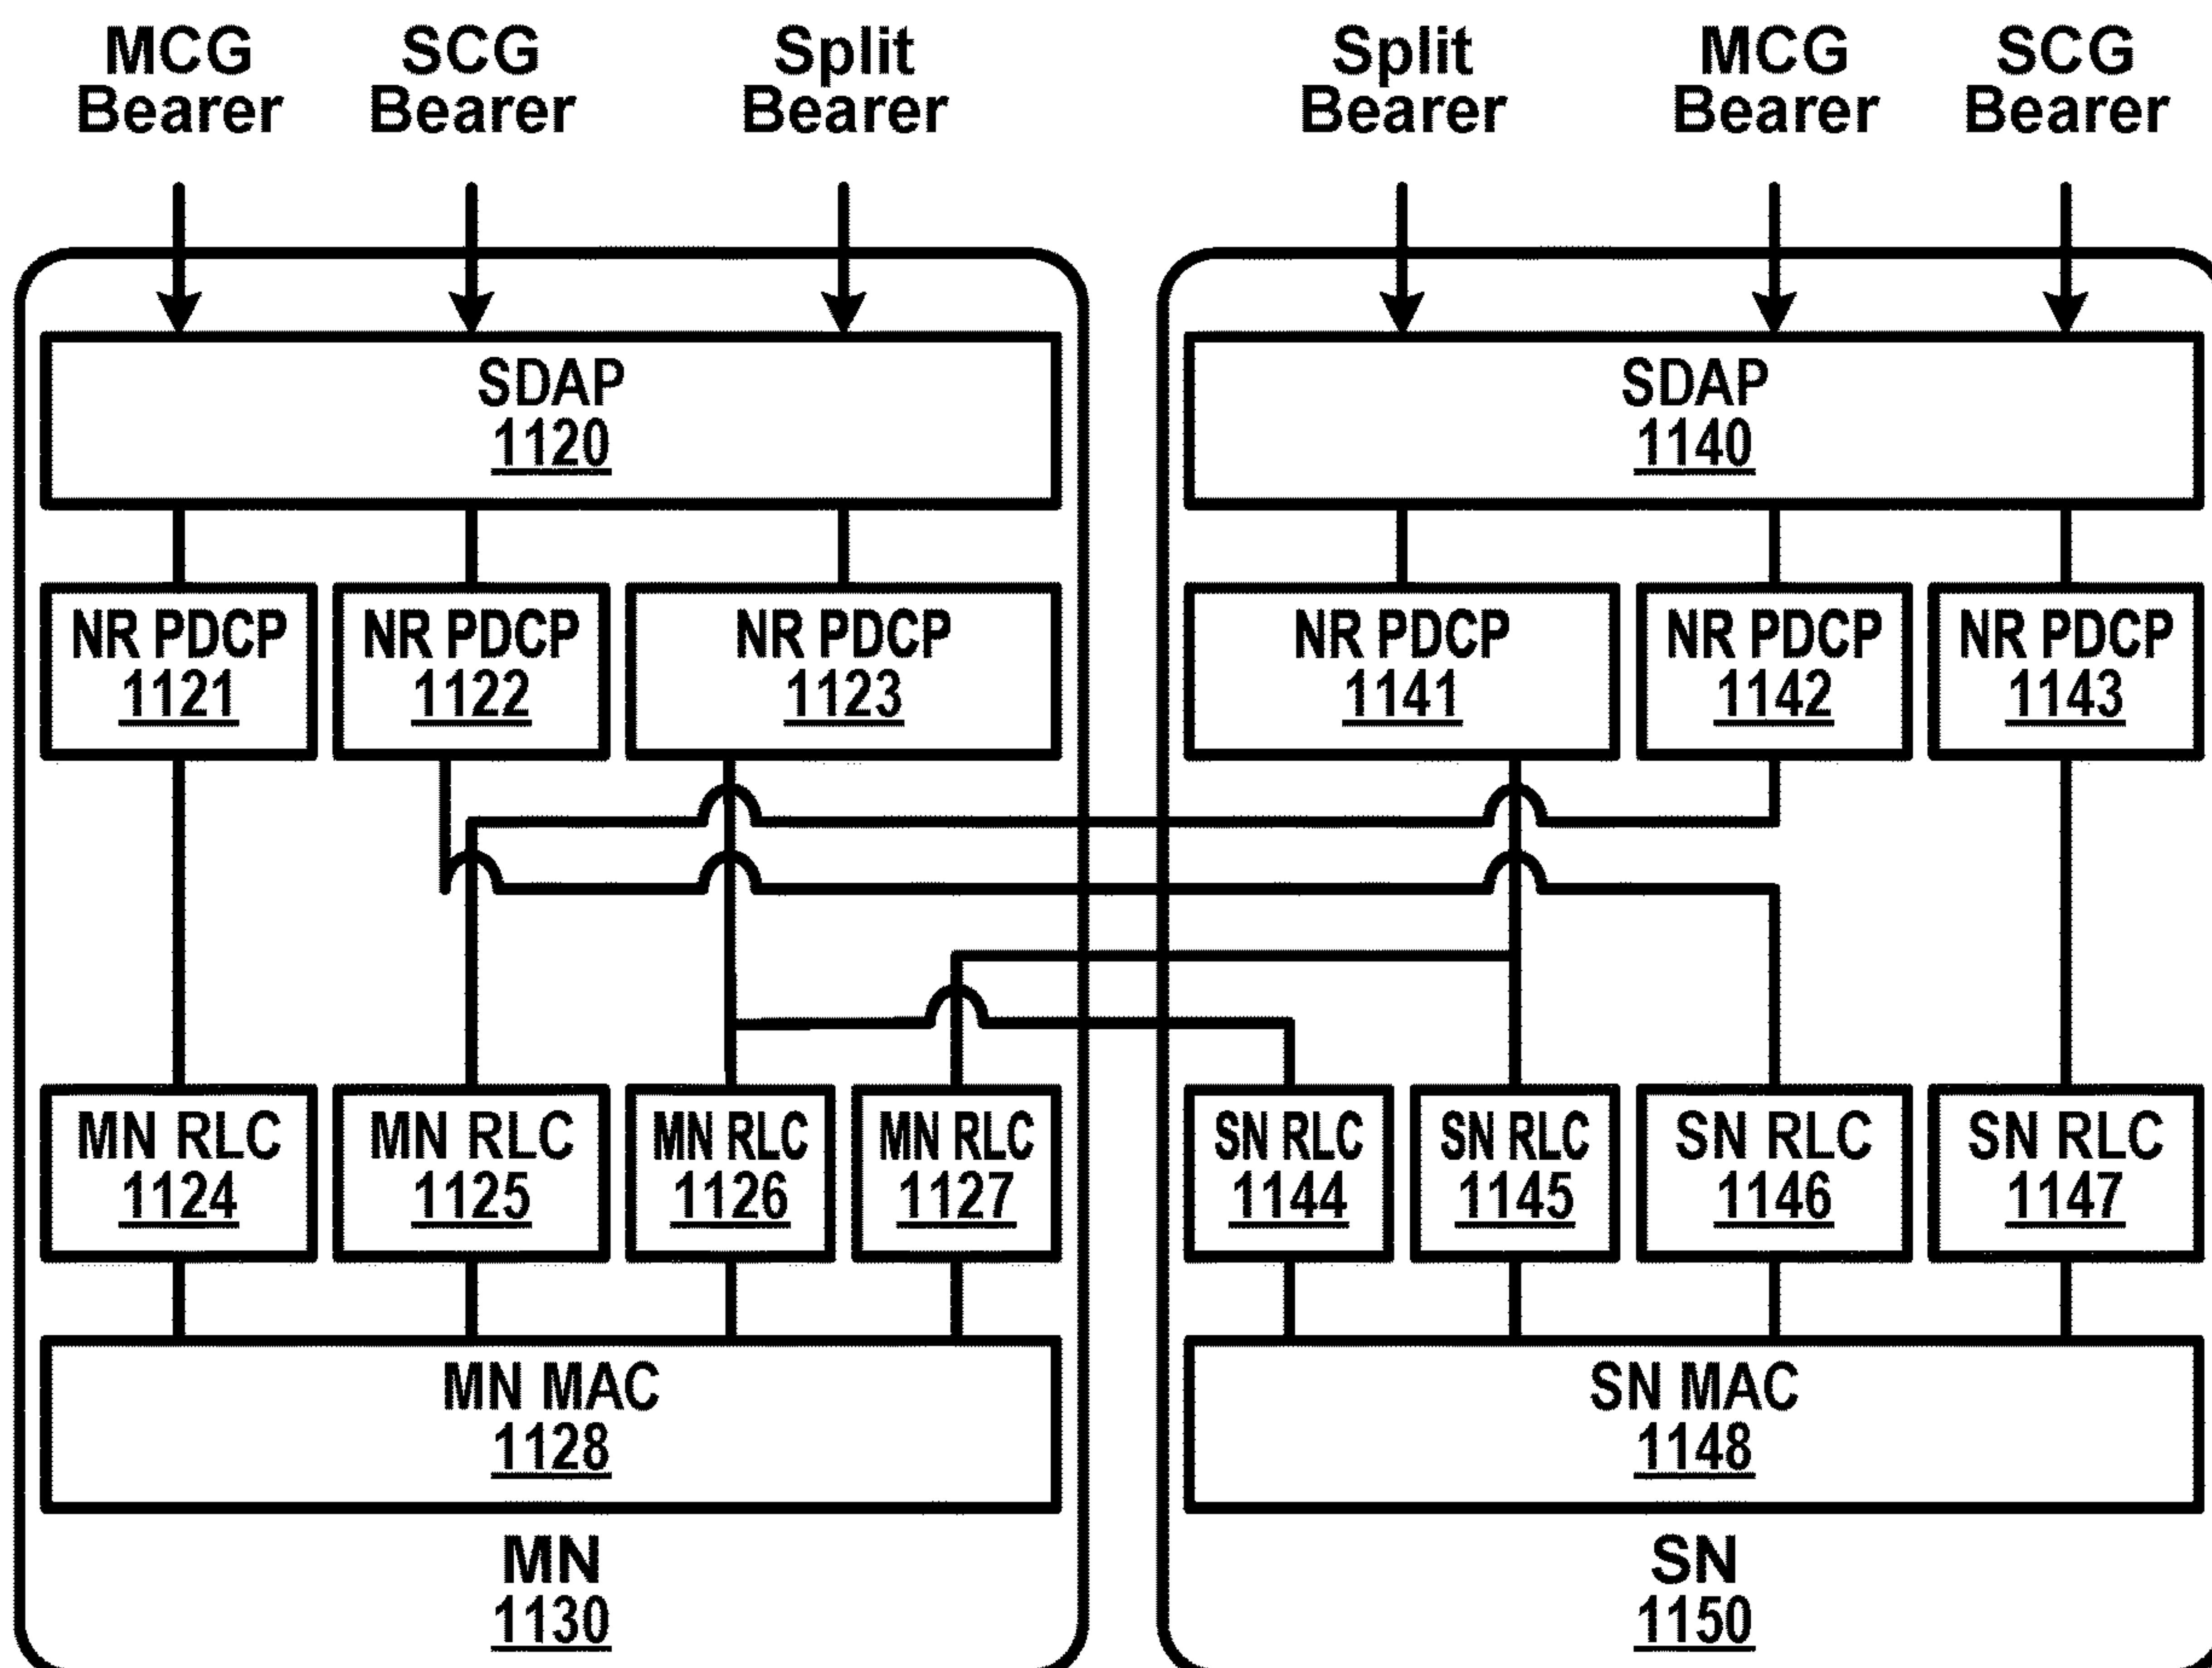 MCG
Bearer
SCG
Bearer
Split
Bearer
Split
Bearer
MCG
Bearer
SCG
Bearer
SDAP
1120
SDAP
1140
NR PDCP
1121
NR PDCP
1122
NR PDCP
1123
NR PDCP
1141
NR PDCP
1142
NR PDCP
1143
MN RLC
1124
MN RLC
1125
MN RLC
1126
MN RLC
1127
SN RLC
1144
SN RLC
1145
SN RLC
1146
SN RLC
1147
MN MAC
1128
SN MAC
1148
MN
1130
SN
1150